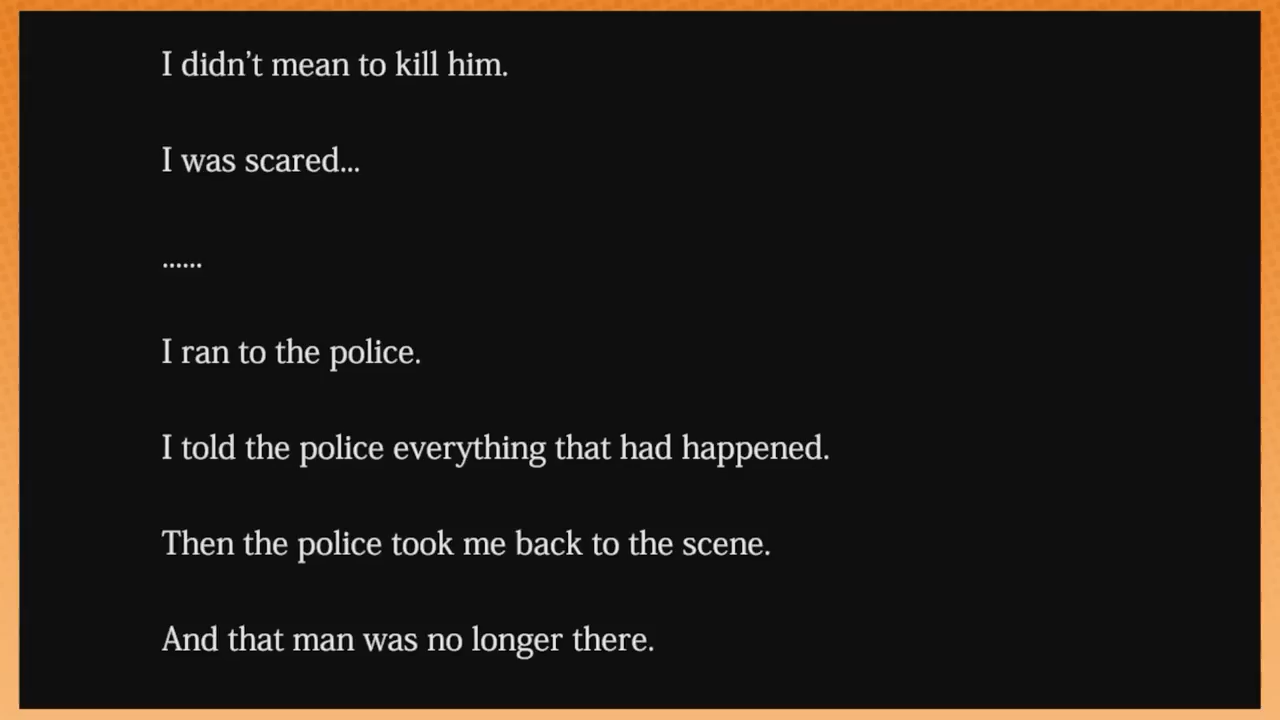 I didn’t mean to kill him.
I was scared...
......
I ran to the police.
I told the police everything that had happened.
Then the police took me back to the scene.
And that man was no longer there.